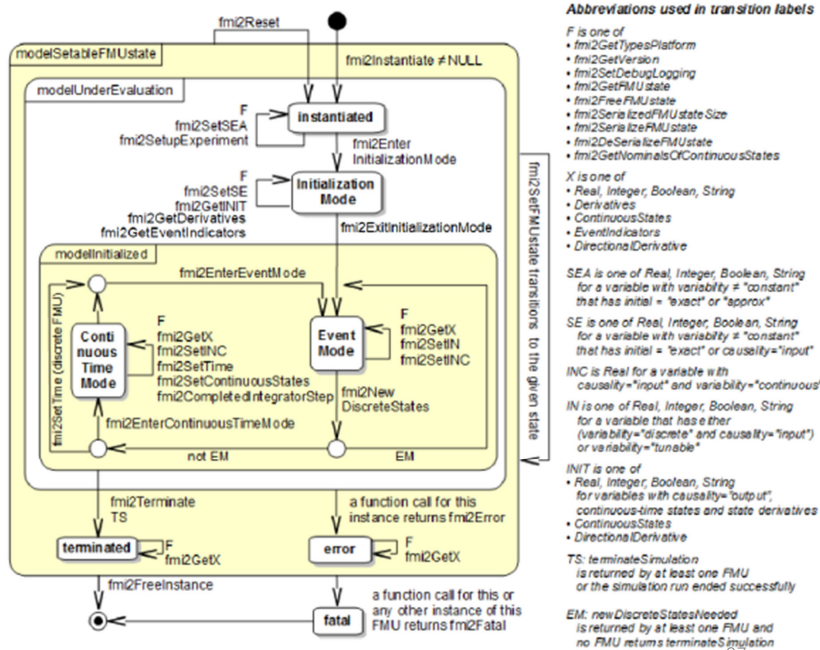 fmi2Reset
modelSetableFMUstate
fmi2Instantiate ≠ NULL
modelUnderEvaluation
F
fmi2SetSEA
fmi2SetupExperiment
instantiated
fmi2Enter
InitializationMode
F
fmi2SetSE
fmi2GetINIT
fmi2GetDerivatives
fmi2GetEventIndicators
Initialization
Mode
fmi2ExitInitializationMode
modelInitialized
fmi2EnterEventMode
fmi2SetTime (discrete FMU)
Conti
nuous
Time
Mode
F
fmi2GetX
fmi2SetINC
fmi2SetTime
fmi2SetContinuousStates
fmi2CompletedIntegratorStep
Event
Mode
F
fmi2GetX
fmi2SetIN
fmi2SetINC
fmi2New
DiscreteStates
fmi2EnterContinuousTimeMode
not EM
EM
fmi2SetFMUstate transitions to the given state
fmi2Terminate
TS
a function call for this
instance returns fmi2Error
terminated
F
fmi2GetX
error
F
fmi2GetX
fmi2FreeInstance
a function call for this or
any other instance of this
FMU returns fmi2Fatal
fatal
Abbreviations used in transition labels
F is one of
• fmi2GetTypesPlatform
• fmi2GetVersion
• fmi2SetDebugLogging
• fmi2GetFMUstate
• fmi2FreeFMUstate
• fmi2SerializedFMUstateSize
• fmi2SerializeFMUstate
• fmi2DeSerializeFMUstate
• fmi2GetNominalsOfContinuousStates
X is one of
• Real, Integer, Boolean, String
• Derivatives
• ContinuousStates
• EventIndicators
• DirectionalDerivative
SEA is one of Real, Integer, Boolean, String
for a variable with variability ≠ "constant"
that has initial = "exact" or "approx"
SE is one of Real, Integer, Boolean, String
for a variable with variability ≠ "constant"
that has initial = "exact" or causality="input"
INC is Real for a variable with
causality="input" and variability="continuous"
IN is one of Real, Integer, Boolean, String
for a variable that has either
(variability="discrete" and causality="input")
or variability="tunable"
INIT is one of
• Real, Integer, Boolean, String
for variables with causality="output",
continuous-time states and state derivatives
• ContinuousStates
• DirectionalDerivative
TS: terminateSimulation
is returned by at least one FMU
or the simulation run ended successfully
EM: newDiscreteStatesNeeded
is returned by at least one FMU and
no FMU returns terminateSimulation